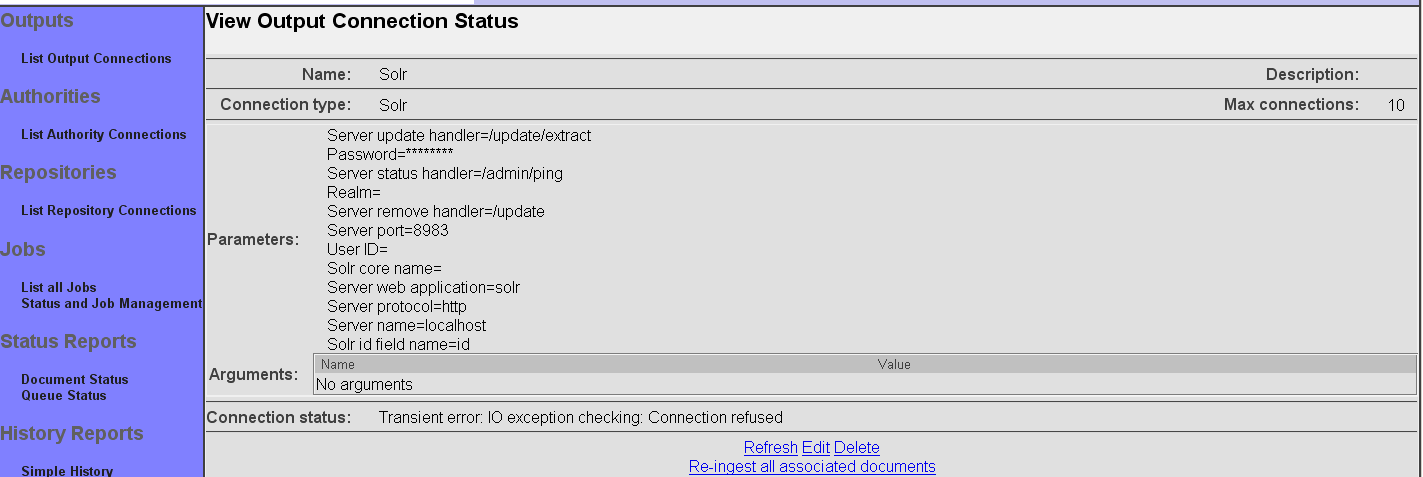 Outputs
List Output Connections
Authorities
List Authority Connections
Repositories
List Repository Connections
Jobs
List all Jobs
Status and Job Management
Status Reports
Document Status
Queue Status
History Reports
Simple History
View Output Connection Status
Name: Solr Description:
Connection type: Solr Max connections: 10
Parameters:
Server update handler=/update/extract
Password=********
Server status handler=/admin/ping
Realm=
Server remove handler=/update
Server port=8983
User ID=
Solr core name=
Server web application=solr
Server protocol=http
Server name=localhost
Solr id field name=id
Arguments:
Name Value
No arguments
Connection status: Transient error: IO exception checking: Connection refused
Refresh Edit Delete
Re-ingest all associated documents